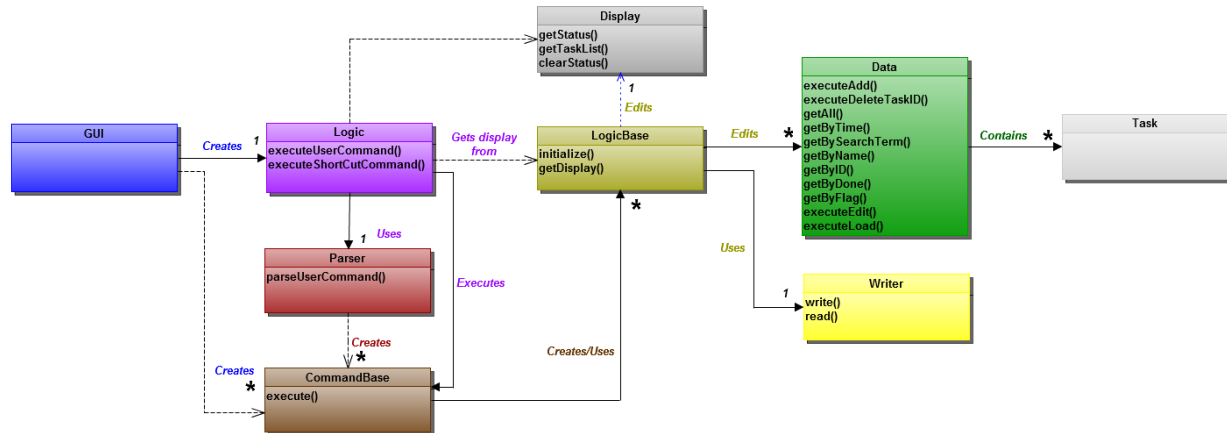 Display
getStatus()
getTaskList()
clearStatus()
1
Edits
GUI
Creates
1
Logic
executeUserCommand()
executeShortCutCommand()
Gets display
from
LogicBase
initialize()
getDisplay()
*
Edits
*
Data
executeAdd()
executeDeleteTaskID()
getAll()
getByTime()
getBySearchTerm()
getByName()
getByID()
getByDone()
getByFlag()
executeEdit()
executeLoad()
Contains
*
Task
1
Uses
Parser
parseUserCommand()
Executes
Uses
1
Writer
write()
read()
Creates
*
Creates/Uses
Creates
*
CommandBase
execute()